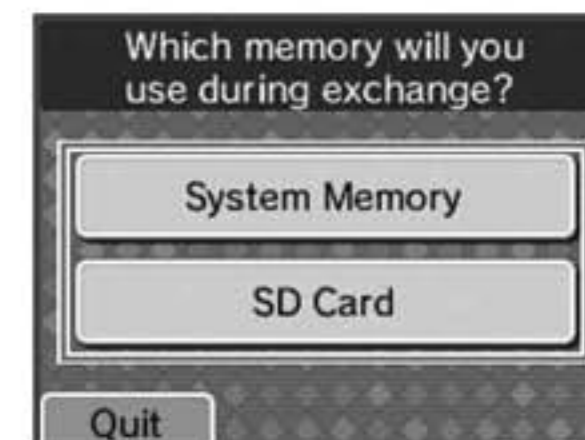 Which memory will you
use during exchange?
System Memory
SD Card
Quit